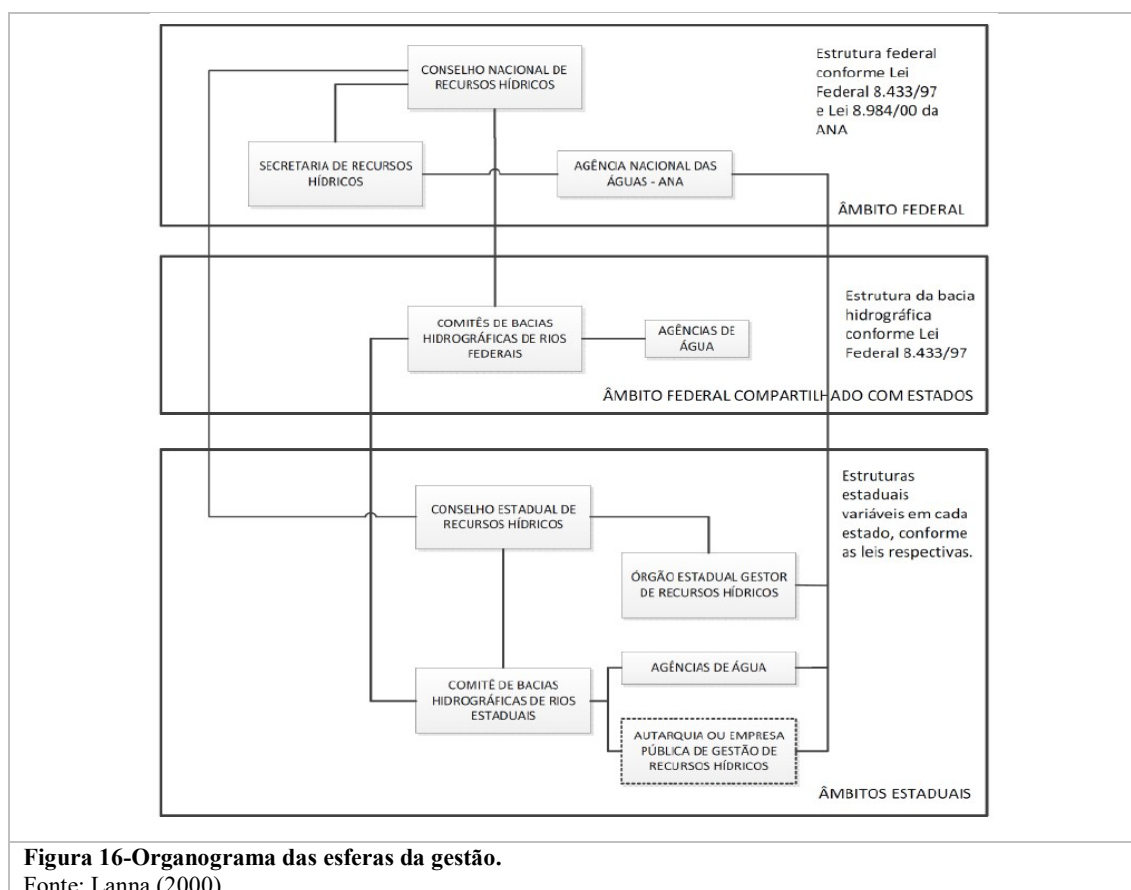 CONSELHO NACIONAL DE
RECURSOS HÍDRICOS
Estrutura federal
conforme Lei
Federal 8.433/97
e Lei 8.984/00 da
ANA
SECRETARIA DE RECURSOS
HÍDRICOS
AGÊNCIA NACIONAL DAS
ÁGUAS - ANA
ÂMBITO FEDERAL
COMITÊS DE BACIAS
HIDROGRÁFICAS DE RIOS
FEDERAIS
AGÊNCIAS DE
ÁGUA
Estrutura da bacia
hidrográfica
conforme Lei
Federal 8.433/97
ÂMBITO FEDERAL COMPARTILHADO COM ESTADOS
CONSELHO ESTADUAL DE
RECURSOS HÍDRICOS
Estruturas
estaduais
variáveis em cada
estado, conforme
as leis respectivas.
ÓRGÃO ESTADUAL GESTOR
DE RECURSOS HÍDRICOS
COMITÊ DE BACIAS
HIDROGRÁFICAS DE RIOS
ESTADUAIS
AGÊNCIAS DE ÁGUA
AUTARQUIA OU EMPRESA
PÚBLICA DE GESTÃO DE
RECURSOS HÍDRICOS
ÂMBITOS ESTADUAIS
Figura 16-Organograma das esferas da gestão.
Fonte: Lanna (2000)